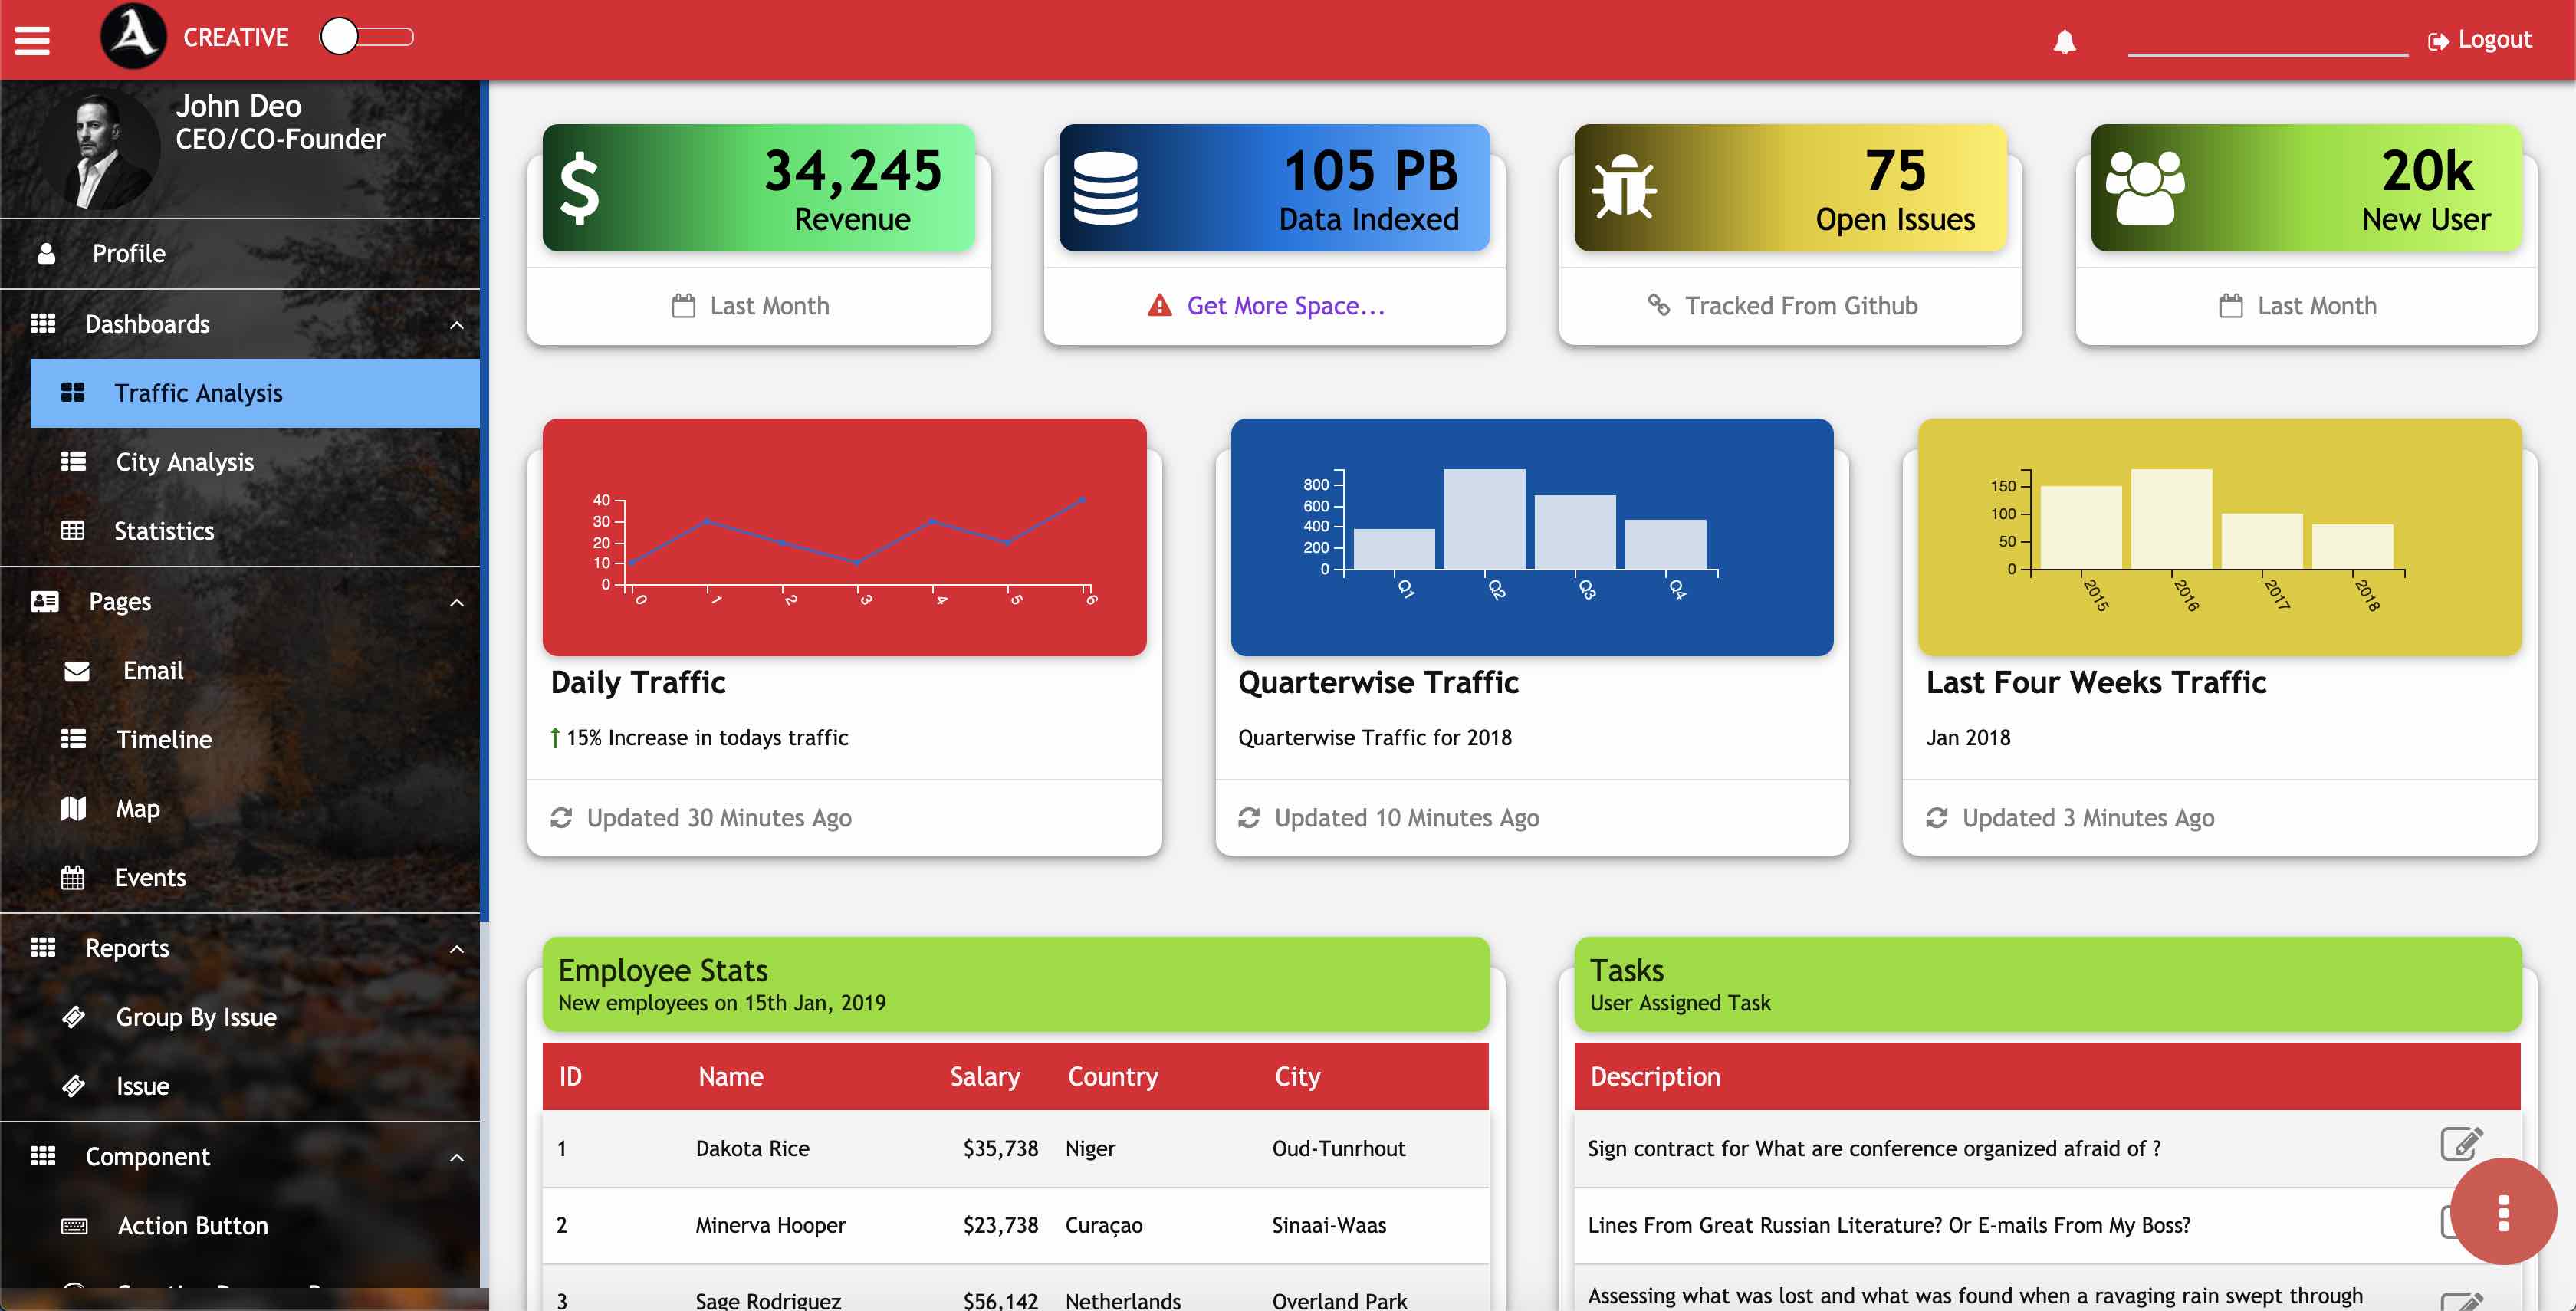 A CREATIVE
Logout
John Deo
CEO/CO-Founder
Profile
Dashboards
Traffic Analysis
City Analysis
Statistics
Pages
Email
Timeline
Map
Events
Reports
Group By Issue
Issue
Component
Action Button
$ 34,245
Revenue
Last Month
105 PB
Data Indexed
Get More Space...
75
Open Issues
Tracked From Github
20k
New User
Last Month
40
30
20
10
0
0 1 2 3 4 5 6
Daily Traffic
15% Increase in todays traffic
Updated 30 Minutes Ago
800
600
400
200
0
Q1 Q2 Q3 Q4
Quarterwise Traffic
Quarterwise Traffic for 2018
Updated 10 Minutes Ago
150
100
50
0
2015 2016 2017 2018
Last Four Weeks Traffic
Jan 2018
Updated 3 Minutes Ago
Employee Stats
New employees on 15th Jan, 2019
ID Name Salary Country City
1 Dakota Rice $35,738 Niger Oud-Tunrhout
2 Minerva Hooper $23,738 Curaçao Sinaai-Waas
3 Sage Rodriguez $56,142 Netherlands Overland Park
Tasks
User Assigned Task
Description
Sign contract for What are conference organized afraid of ?
Lines From Great Russian Literature? Or E-mails From My Boss?
Assessing what was lost and what was found when a ravaging rain swept through